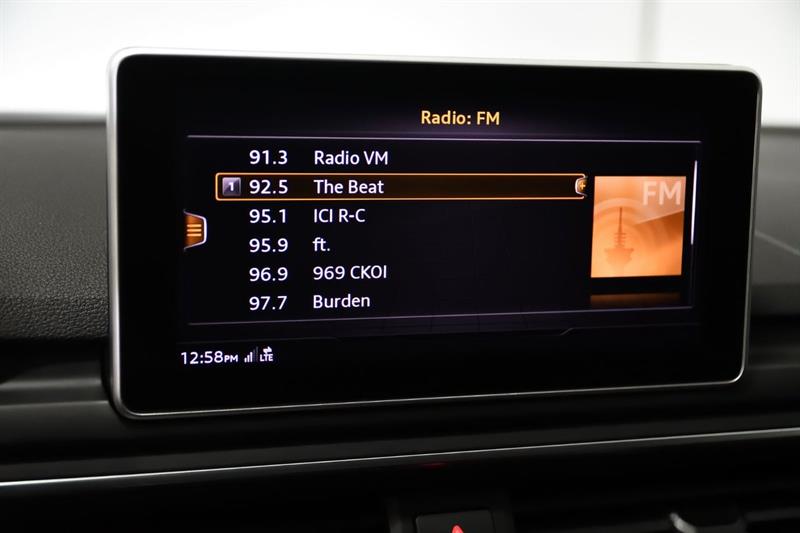 Radio: FM
91.3 Radio VM
1 92.5 The Beat
95.1 ICI R-C
95.9 ft.
96.9 969 CKOI
97.7 Burden
FM
12:58PM LTE